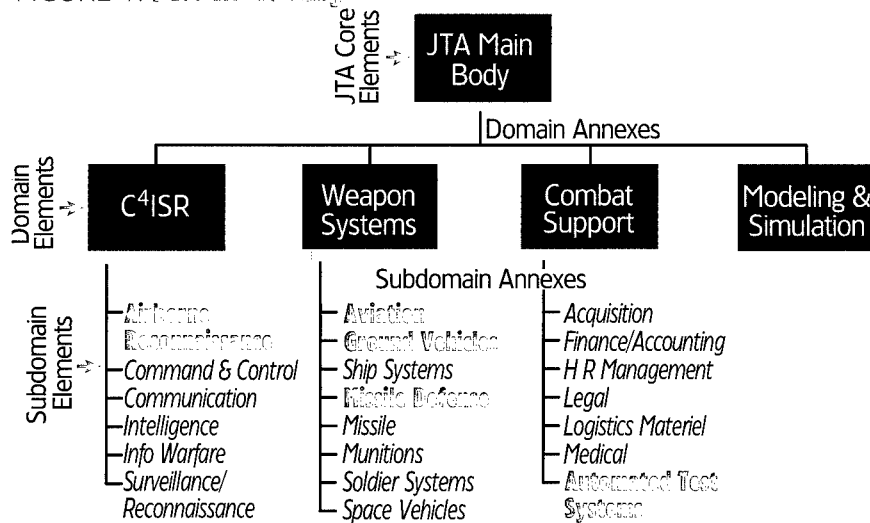 JTA Core
Elements
JTA Main
Body
Domain Annexes
Domain
Elements
C⁴ISR
Weapon
Systems
Combat
Support
Modeling &
Simulation
Subdomain Annexes
Subdomain
Elements
Airborne
Reconnaissance
Command & Control
Communication
Intelligence
Info Warfare
Surveillance/
Reconnaissance
Aviation
Ground Vehicles
Ship Systems
Missile Defense
Missile
Munitions
Soldier Systems
Space Vehicles
Acquisition
Finance/Accounting
H R Management
Legal
Logistics Materiel
Medical
Automated Test
Systems